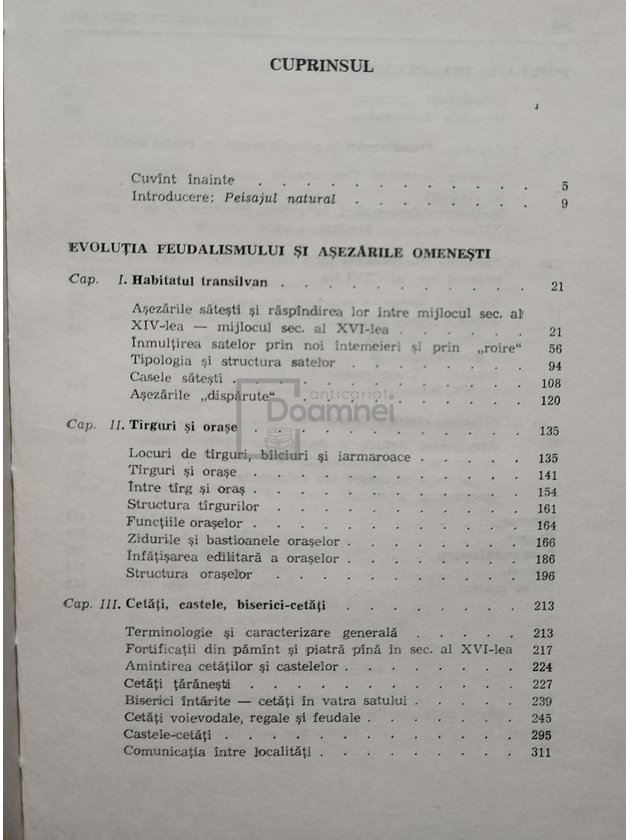 CUPRINSUL
Cuvînt înainte . . . . . . . . . . . . 5
Introducere: Peisajul natural . . . . . . . . 9
EVOLUȚIA FEUDALISMULUI ȘI AȘEZĂRILE OMENEȘTI
Cap. I. Habitatul transilvan . . . . . . . . . . . 21
Așezările sătești și răspîndirea lor între mijlocul sec. al
XIV-lea — mijlocul sec. al XVI-lea . . . . . . 21
Inmulțirea satelor prin noi întemeieri și prin „roire“ 56
Tipologia și structura satelor . . . . . . . . 94
Casele sătești . . . . . . . . . . . . 108
Așezările „dispărute“ . . . . . . . . . . 120
anticariat
Doamnei
Cap. II. Tîrguri și orașe . . . . . . . . . . . . 135
Locuri de tîrguri, bîlciuri și iarmaroace . . . . . 135
Tîrguri și orașe . . . . . . . . . . . 141
Între tîrg și oraș . . . . . . . . . . . 154
Structura tîrgurilor . . . . . . . . . . 161
Funcțiile orașelor . . . . . . . . . . . 164
Zidurile și bastioanele orașelor . . . . . . . 166
Infățișarea edilitară a orașelor . . . . . . . 186
Structura orașelor . . . . . . . . . . 196
Cap. III. Cetăți, castele, biserici-cetăți . . . . . . . . 213
Terminologie și caracterizare generală . . . . . 213
Fortificații din pămînt și piatră pînă în sec. al XVI-lea 217
Amintirea cetăților și castelelor . . . . . . . 224
Cetăți țărănești . . . . . . . . . . . 227
Biserici întărite — cetăți în vatra satului . . . . . 239
Cetăți voievodale, regale și feudale . . . . . . 245
Castele-cetăți . . . . . . . . . . . . 295
Comunicația între localități . . . . . . . . 311